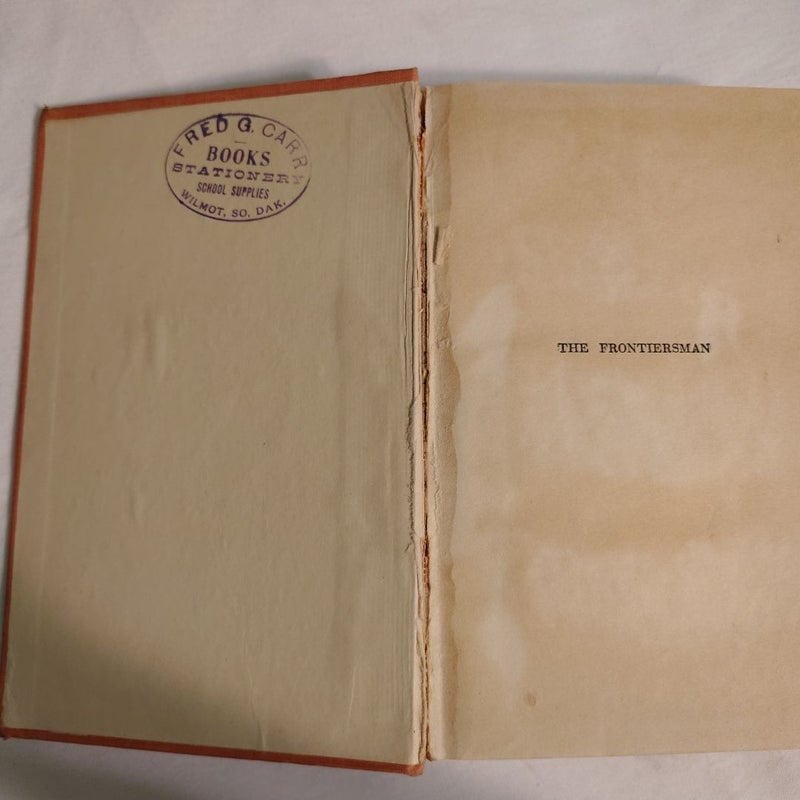 FRED G. CARR
BOOKS
STATIONERY
SCHOOL SUPPLIES
WILMOT, SO. DAK.
THE FRONTIERSMAN